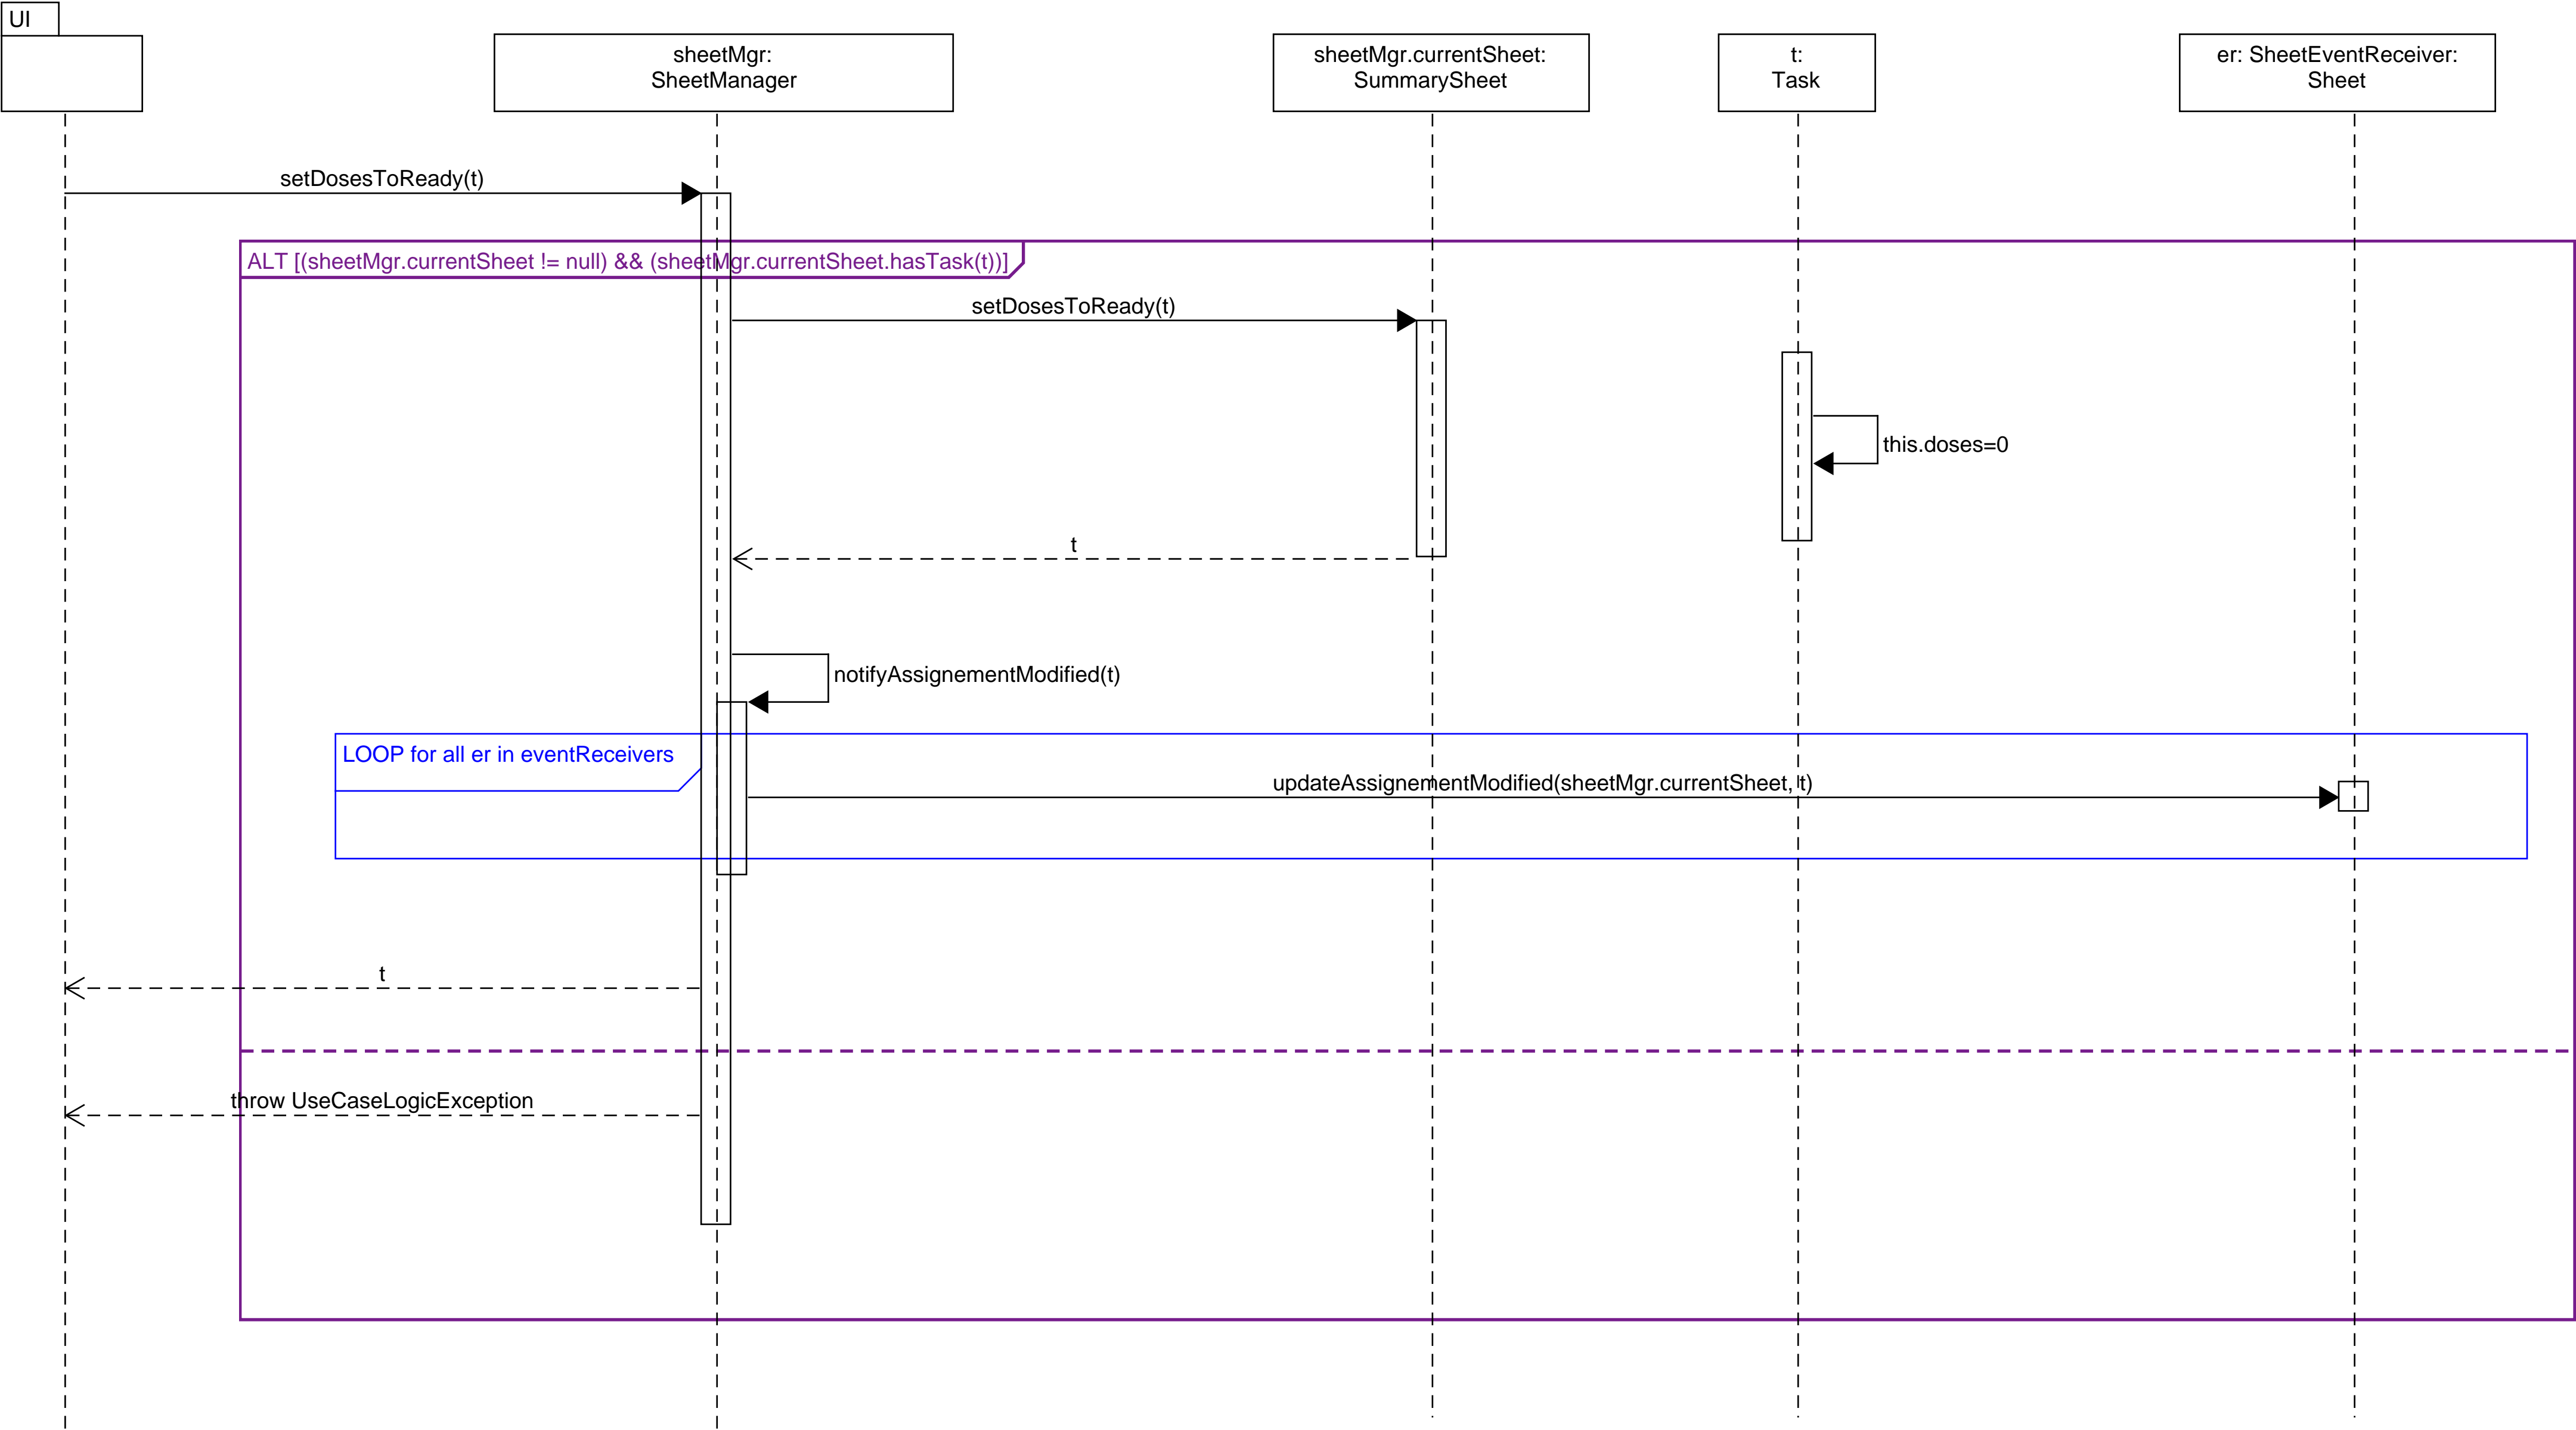 UI
sheetMgr:
SheetManager
sheetMgr.currentSheet:
SummarySheet
t:
Task
er: SheetEventReceiver:
Sheet
setDosesToReady(t)
ALT [(sheetMgr.currentSheet != null) && (sheetMgr.currentSheet.hasTask(t))]
setDosesToReady(t)
this.doses=0
t
notifyAssignementModified(t)
LOOP for all er in eventReceivers
updateAssignementModified(sheetMgr.currentSheet, t)
t
throw UseCaseLogicException